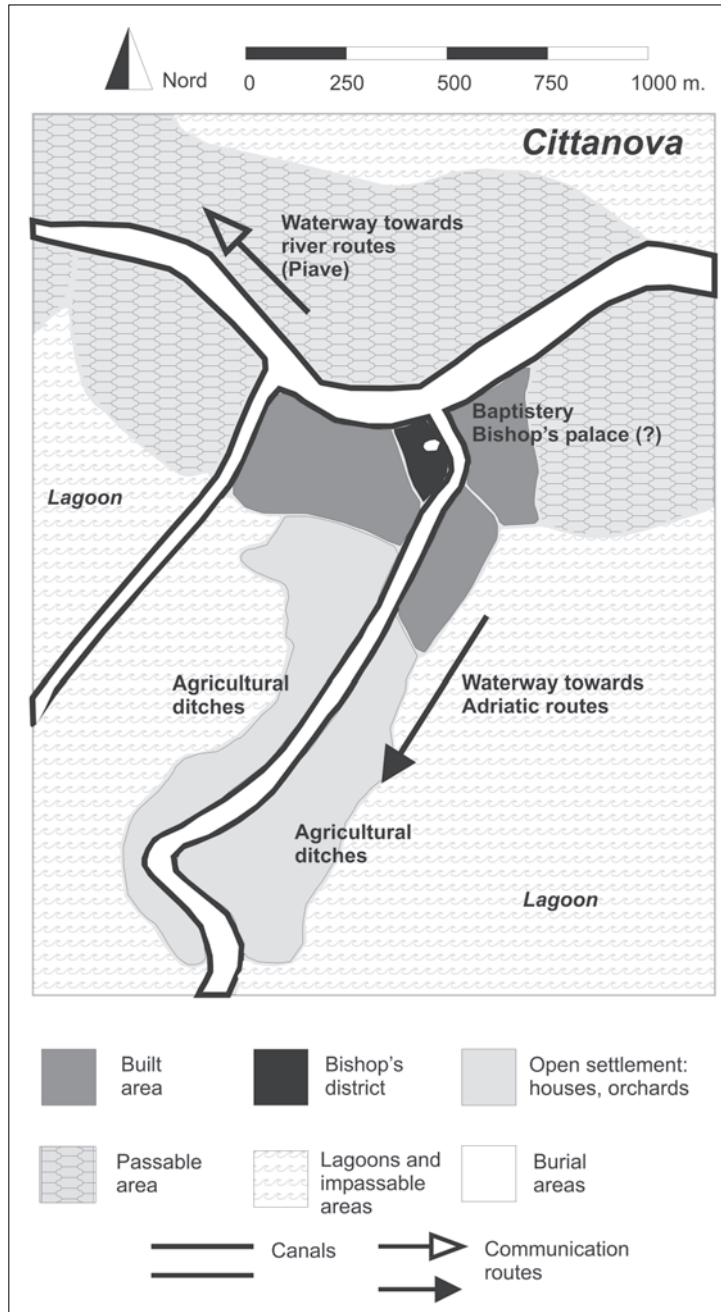 Nord
0 250 500 750 1000 m.
Cittanova
Waterway towards
river routes
(Piave)
Baptistery
Bishop's palace (?)
Lagoon
Agricultural
ditches
Waterway towards
Adriatic routes
Agricultural
ditches
Lagoon
Built
area
Bishop's
district
Open settlement:
houses, orchards
Passable
area
Lagoons and
impassable
areas
Burial
areas
Canals
Communication
routes